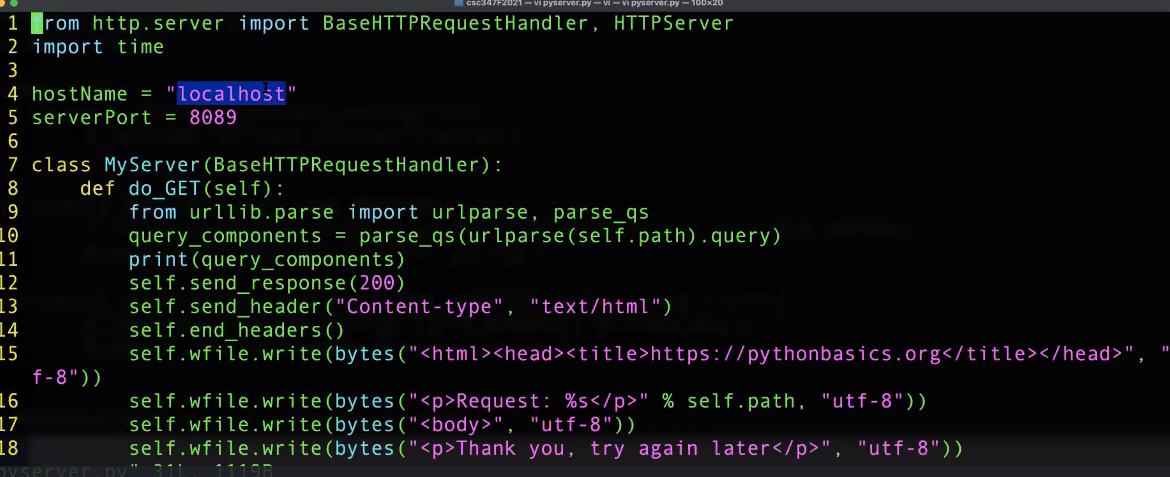 csc347F2021 — vi pyserver.py — vi — vi pyserver.py — 100×20
1 from http.server import BaseHTTPRequestHandler, HTTPServer
2 import time
3
4 hostName = "localhost"
5 serverPort = 8089
6
7 class MyServer(BaseHTTPRequestHandler):
8     def do_GET(self):
9         from urllib.parse import urlparse, parse_qs
10         query_components = parse_qs(urlparse(self.path).query)
11         print(query_components)
12         self.send_response(200)
13         self.send_header("Content-type", "text/html")
14         self.end_headers()
15         self.wfile.write(bytes("<html><head><title>https://pythonbasics.org</title></head>", "
f-8"))
16         self.wfile.write(bytes("<p>Request: %s</p>" % self.path, "utf-8"))
17         self.wfile.write(bytes("<body>", "utf-8"))
18         self.wfile.write(bytes("<p>Thank you, try again later</p>", "utf-8"))
pyserver.py" 31L, 1119B